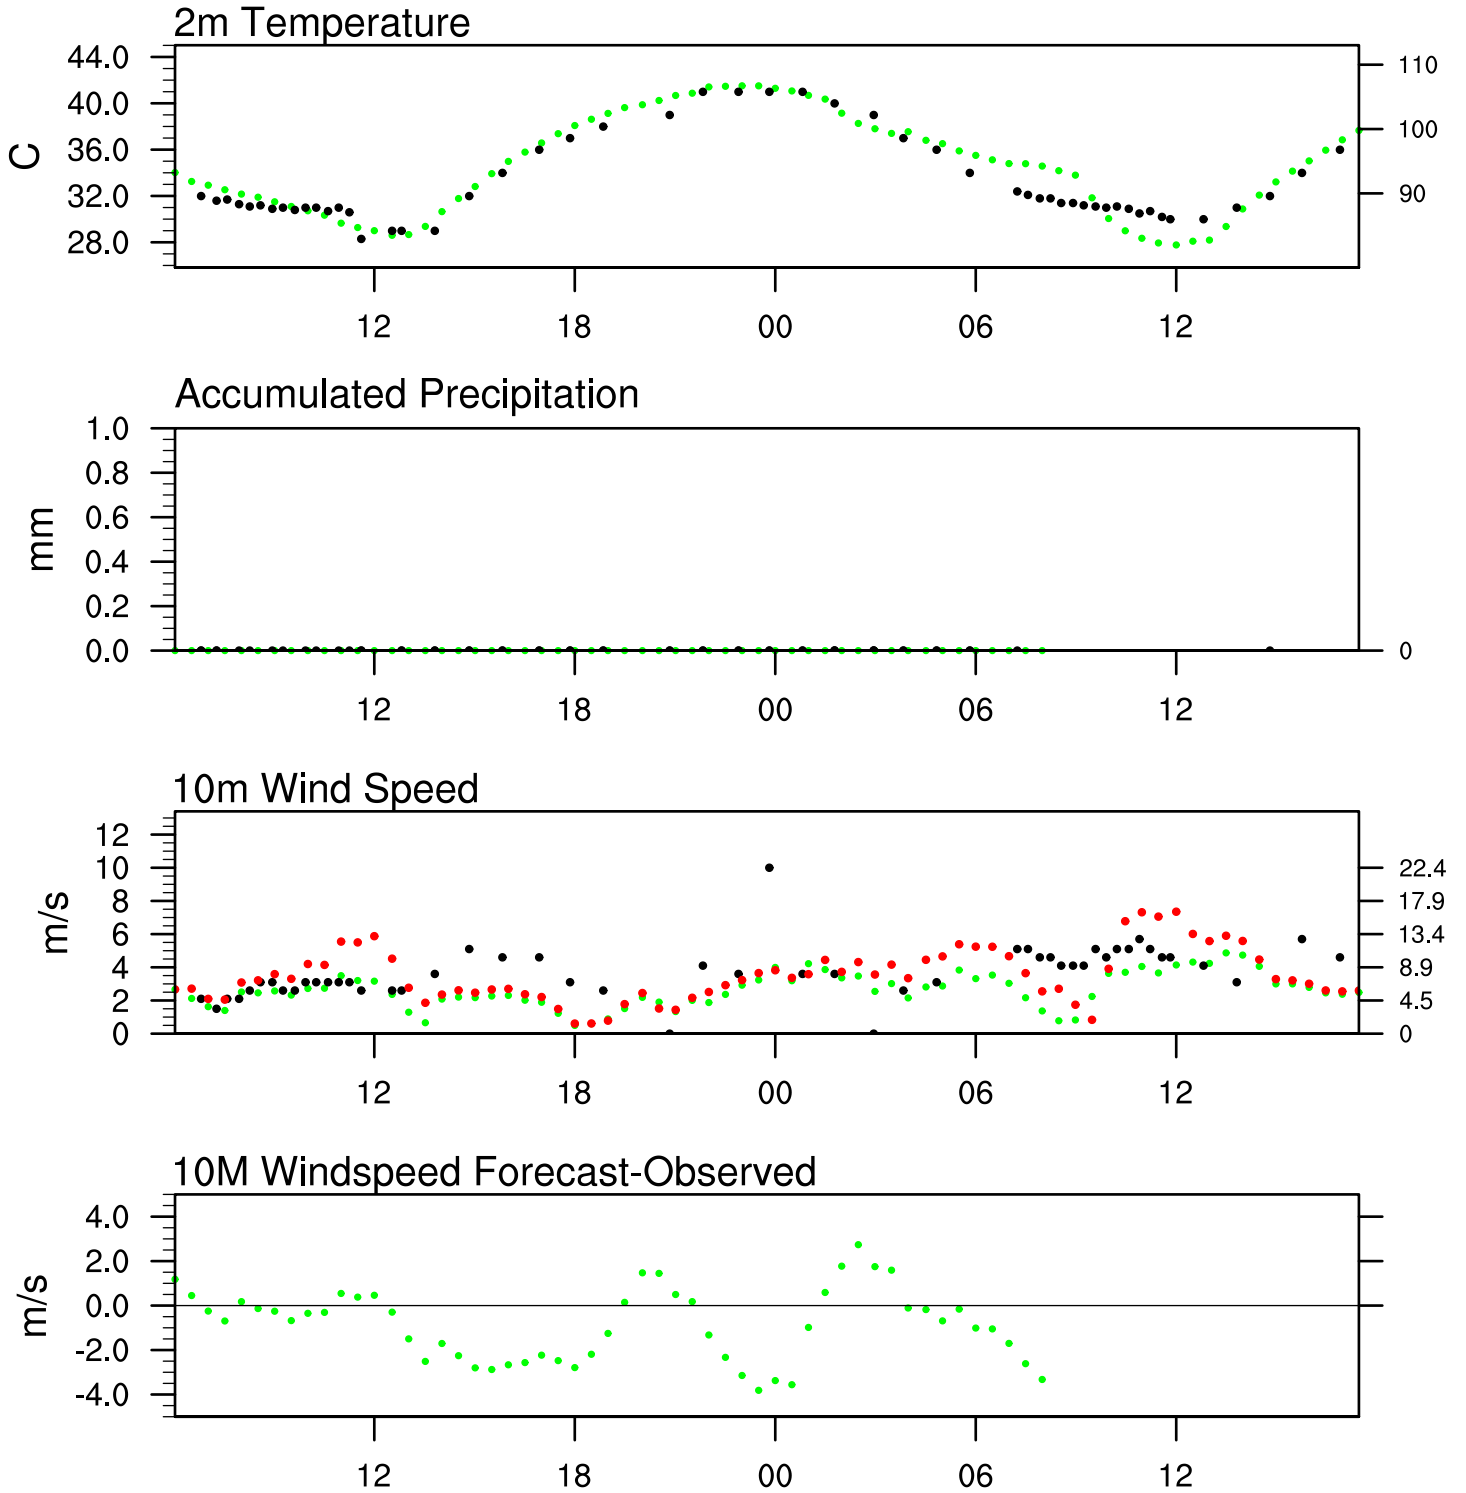 2m Temperature
44.0
40.0
36.0
32.0
28.0
C
110
100
90
12 18 00 06 12
Accumulated Precipitation
1.0
0.8
0.6
0.4
0.2
0.0
mm
0
12 18 00 06 12
10m Wind Speed
12
10
8
6
4
2
0
m/s
22.4
17.9
13.4
8.9
4.5
0
12 18 00 06 12
10M Windspeed Forecast-Observed
4.0
2.0
0.0
-2.0
-4.0
m/s
12 18 00 06 12